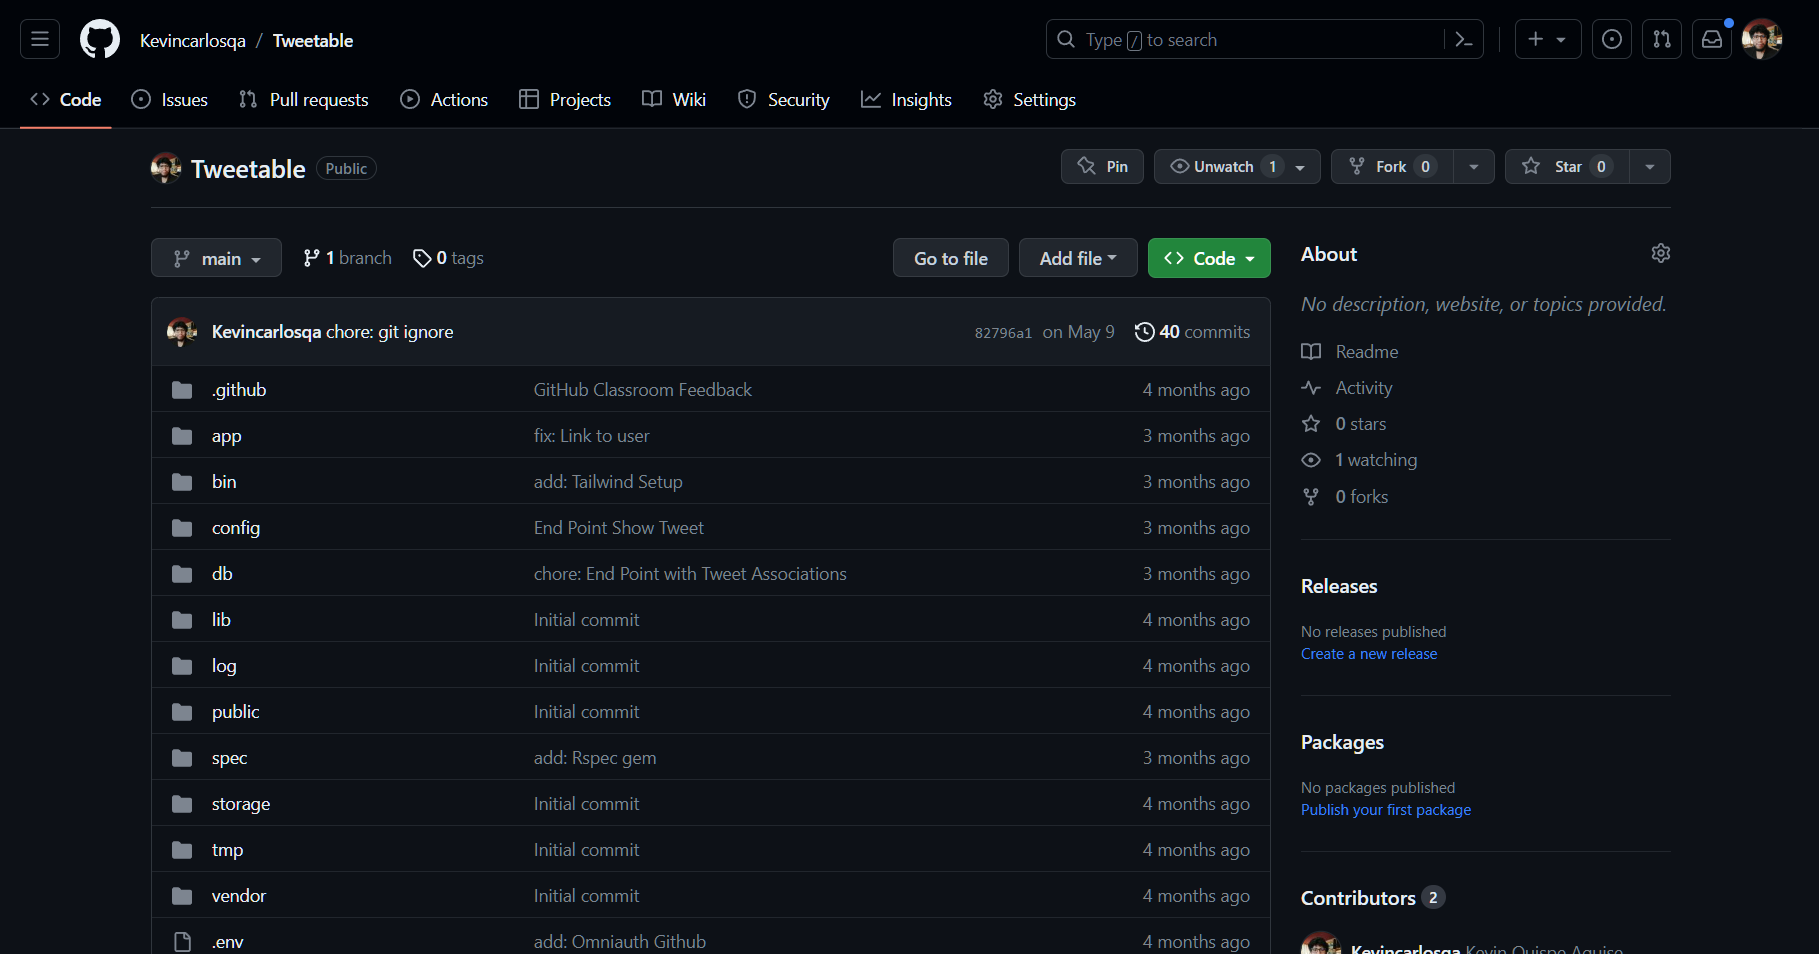 Kevincarlosqa / Tweetable
Type / to search
Code Issues Pull requests Actions Projects Wiki Security Insights Settings
Tweetable Public
Pin Unwatch 1 Fork 0 Star 0
main 1 branch 0 tags Go to file Add file Code
Kevincarlosqa chore: git ignore 82796a1 on May 9 40 commits
.github GitHub Classroom Feedback 4 months ago
app fix: Link to user 3 months ago
bin add: Tailwind Setup 3 months ago
config End Point Show Tweet 3 months ago
db chore: End Point with Tweet Associations 3 months ago
lib Initial commit 4 months ago
log Initial commit 4 months ago
public Initial commit 4 months ago
spec add: Rspec gem 3 months ago
storage Initial commit 4 months ago
tmp Initial commit 4 months ago
vendor Initial commit 4 months ago
.env add: Omniauth Github 4 months ago
About
No description, website, or topics provided.
Readme
Activity
0 stars
1 watching
0 forks
Releases
No releases published
Create a new release
Packages
No packages published
Publish your first package
Contributors 2
Kevincarlosqa Kevin Quispe Aquise